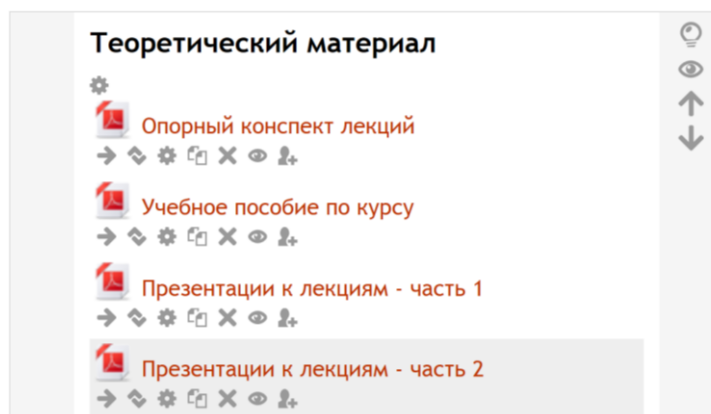 Теоретический материал
Опорный конспект лекций
Учебное пособие по курсу
Презентации к лекциям - часть 1
Презентации к лекциям - часть 2